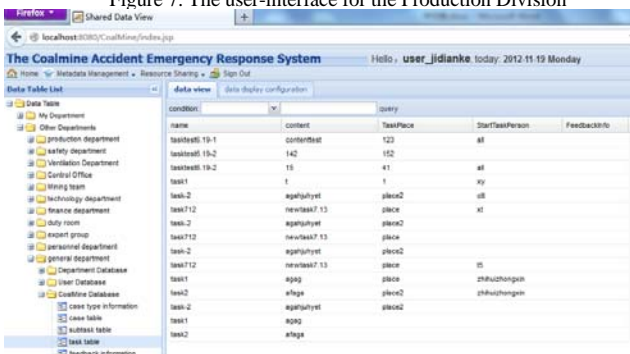 Figure 7. The user-interface for the Production Division
Firefox
Shared Data View
localhost:8080/CoalMine/index.jsp
The Coalmine Accident Emergency Response System
Hello, user_jidianke, today: 2012-11-19 Monday
Home Metadata Management Resource Sharing Sign Out
Data Table List
data view data display configuration
condition: query
Data Table
My Department
Other Departments
production department
safety department
Ventilation Department
Control Office
Mining team
technology department
finance department
duty room
expert group
personnel department
general department
Department Database
User Database
CoalMine Database
case type information
case table
subtask table
task table
feedback information
name content TaskPlace StartTaskPerson FeedbackInfo
tasktest6.19-1 contenttest 123
tasktest6.19-2 142 152
tasktest6.19-2 15 41
task1 t 1 xy
task-2 agahjuhyet place2
task712 newtask7.13 place
task-2 agahjuhyet place2
task712 newtask7.13 place
task-2 agahjuhyet place2
task712 newtask7.13 place
task1 agag place zhihuizhongxin
task2 afage place2 zhihuizhongxin
task-2 agahjuhyet place2
task1 agag
task2 afage